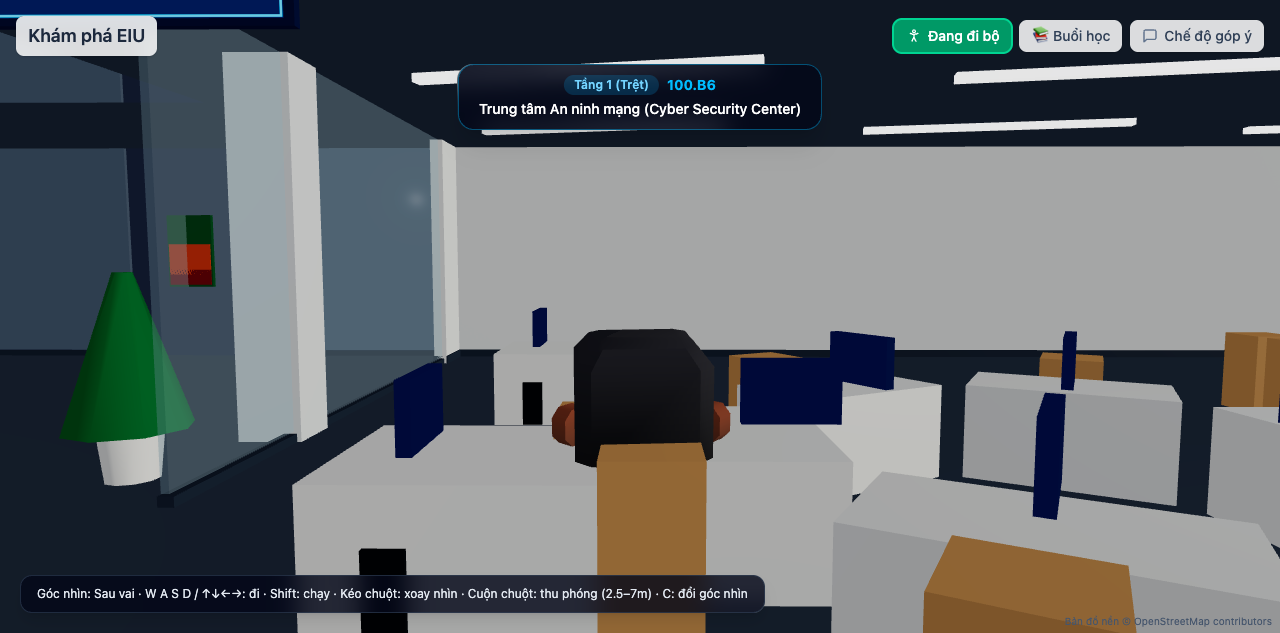 Khám phá EIU
Đang đi bộ
Buổi học
Chế độ góp ý
Tầng 1 (Trệt) 100.B6
Trung tâm An ninh mạng (Cyber Security Center)
Góc nhìn: Sau vai · W A S D / ↑↓←→: đi · Shift: chạy · Kéo chuột: xoay nhìn · Cuộn chuột: thu phóng (2.5–7m) · C: đổi góc nhìn
Bản đồ nền © OpenStreetMap contributors